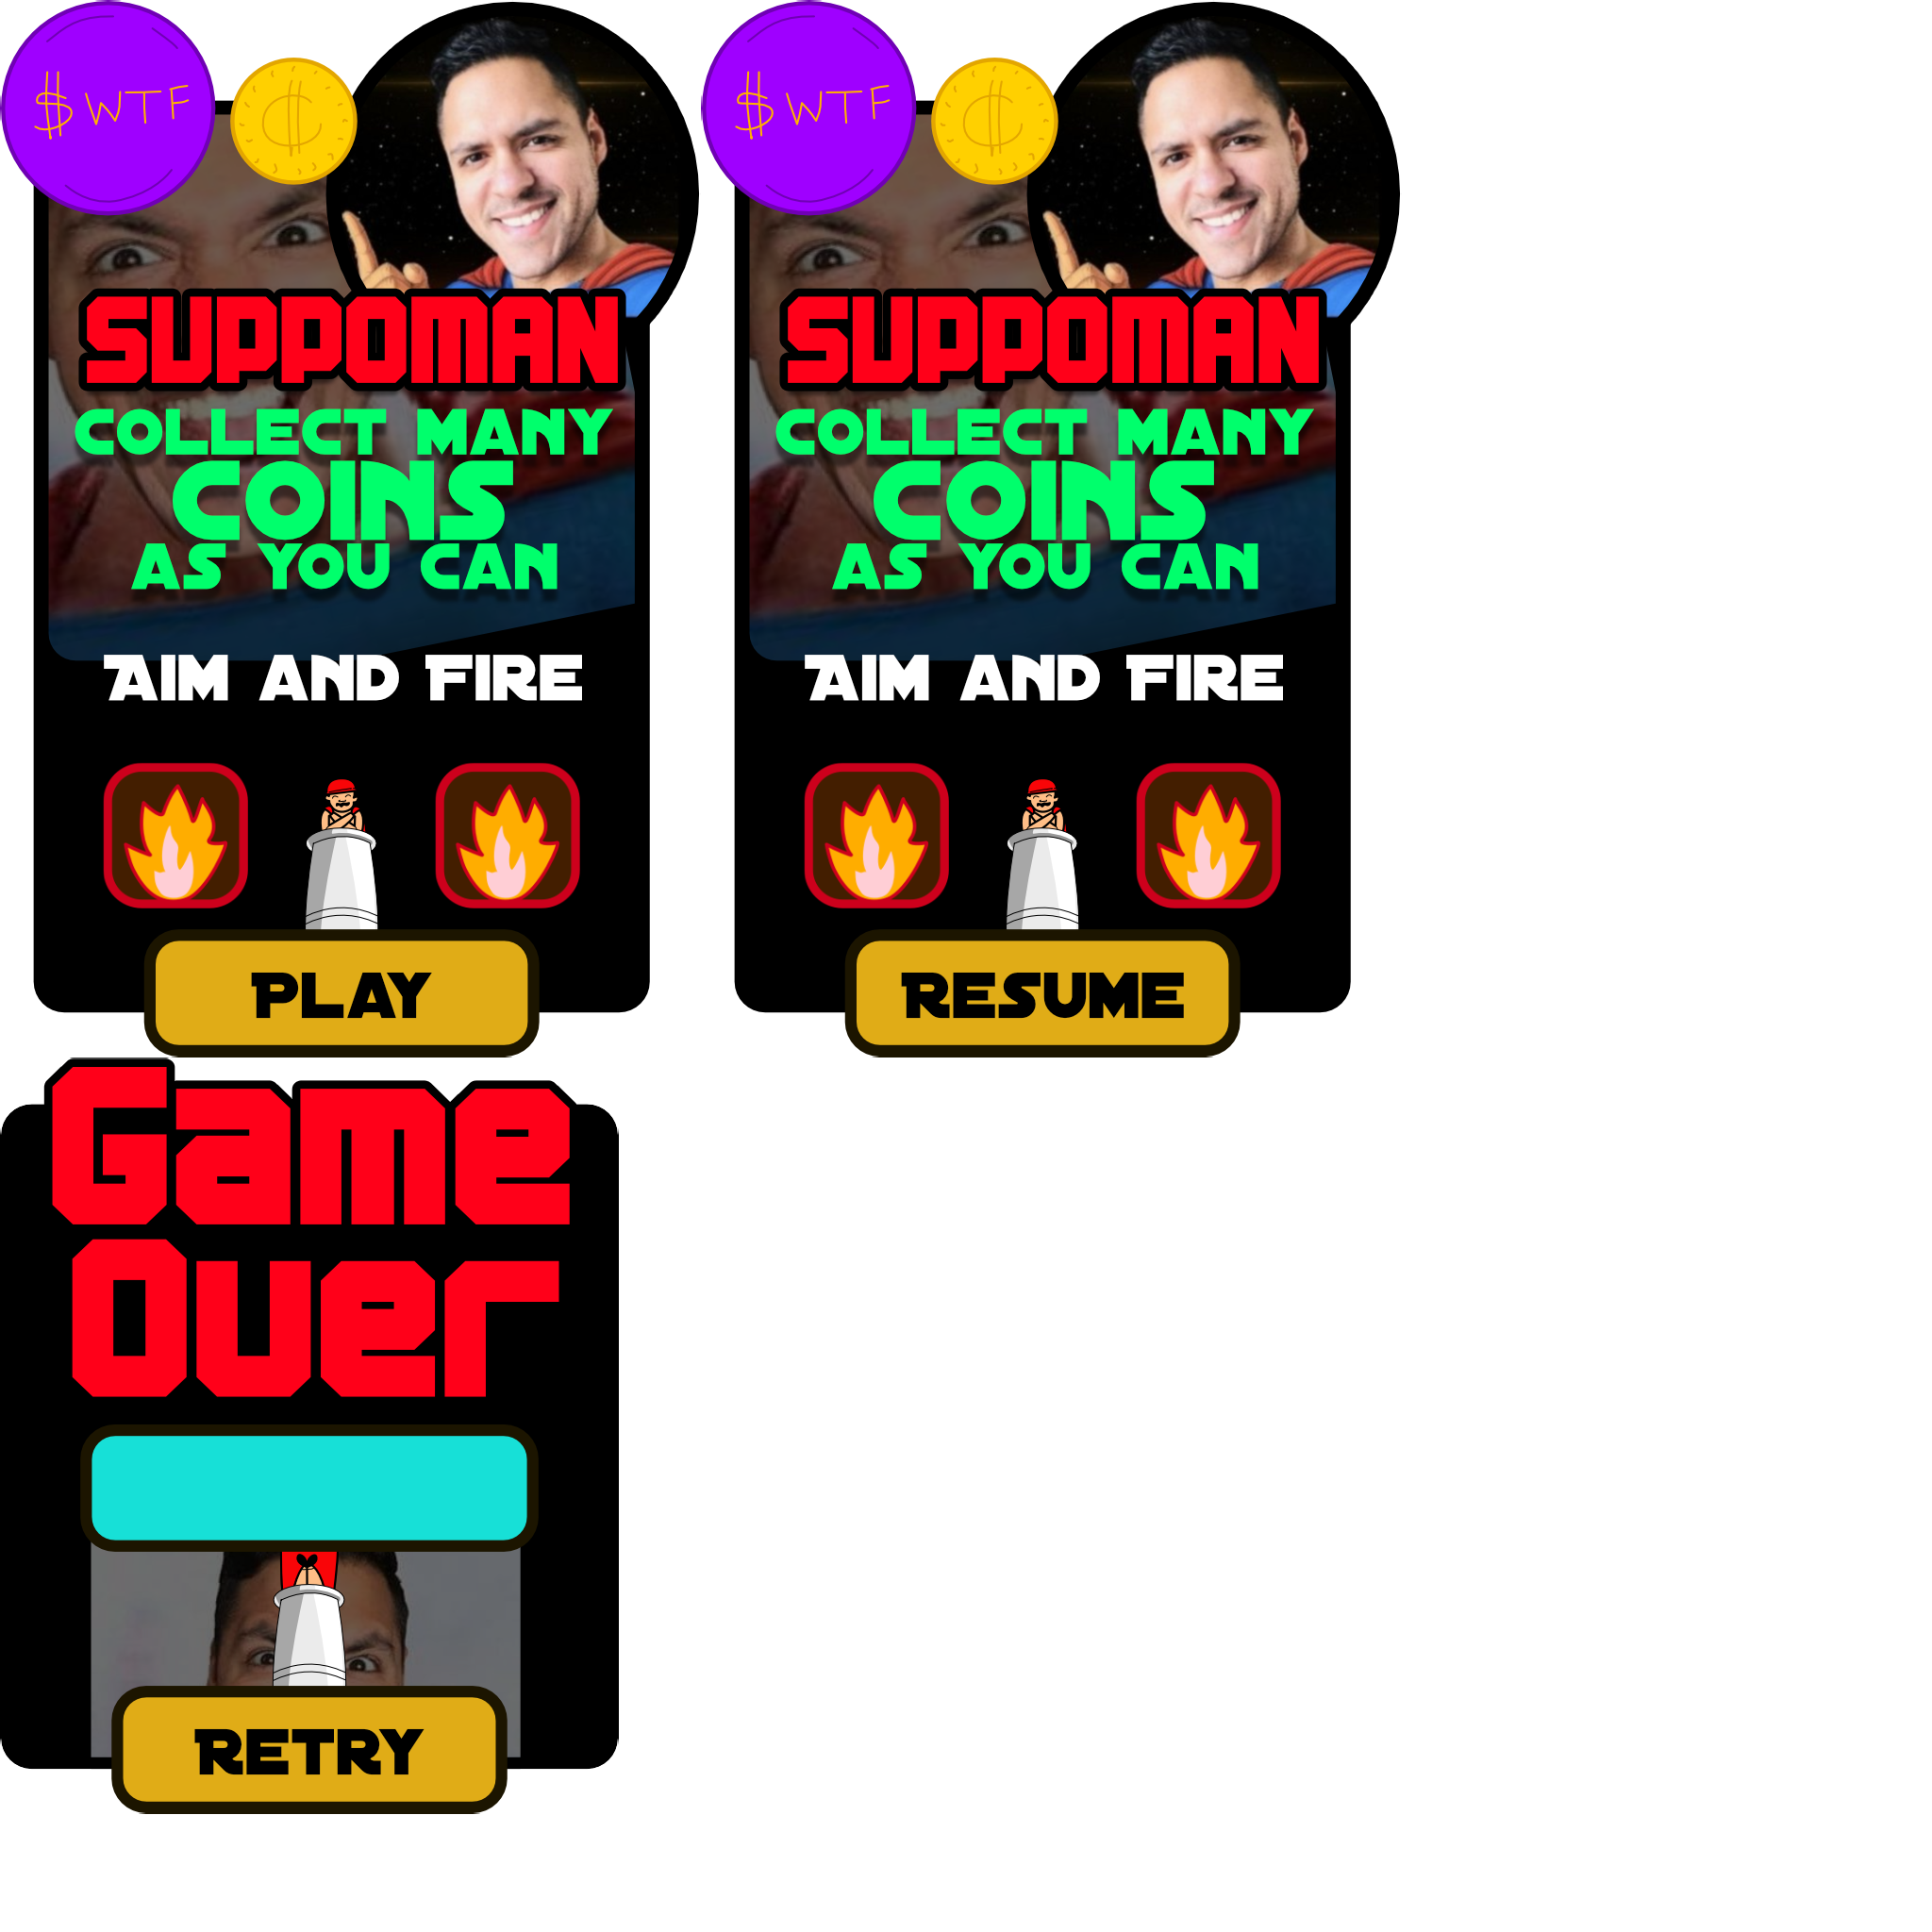 $WTF
SUPPOMAN
COLLECT MANY
COINS
AS YOU CAN
AIM AND FIRE
PLAY
$WTF
SUPPOMAN
COLLECT MANY
COINS
AS YOU CAN
AIM AND FIRE
RESUME
Game
Over
RETRY